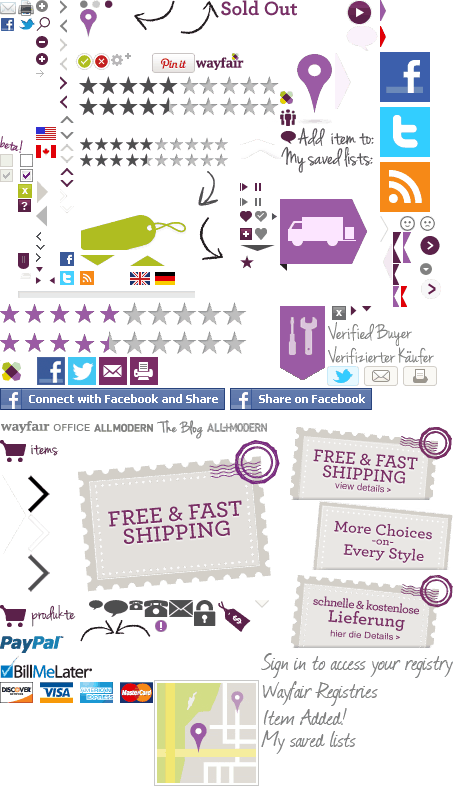 Sold Out
Pin it
wayfair
beta!
Add item to:
My saved lists:
?
Verified Buyer
Verifizierter Käufer
Connect with Facebook and Share
Share on Facebook
wayfair OFFICE ALLMODERN The Blog ALLMODERN
items
FREE & FAST
SHIPPING
view details >
FREE & FAST
SHIPPING
More Choices
-on-
Every Style
schnelle & kostenlose
Lieferung
hier die Details >
produkte
PayPal
BillMeLater
DISCOVER
VISA
AMERICAN EXPRESS
MasterCard
Sign in to access your registry
Wayfair Registries
Item Added!
My saved lists